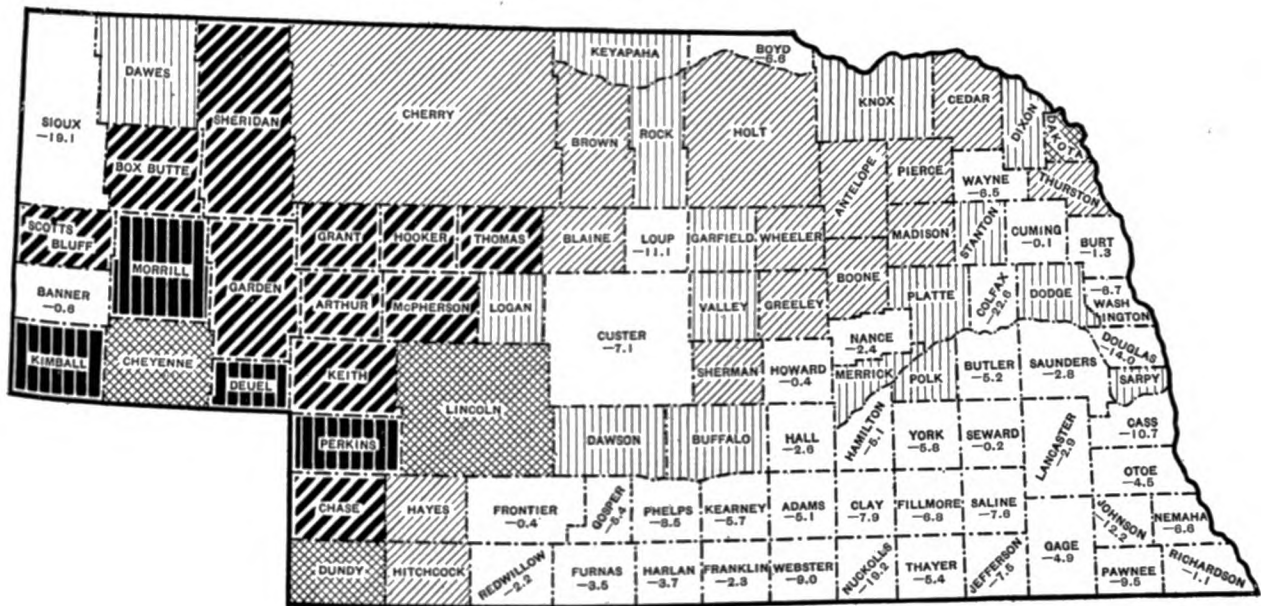 DAWES
SHERIDAN
CHERRY
KEYAPAHA
BOYD
−6.6
SIOUX
−19.1
BOX BUTTE
BROWN
ROCK
HOLT
KNOX
CEDAR
DIXON
DAKOTA
ANTELOPE
PIERCE
WAYNE
−6.5
THURSTON
SCOTTS
BLUFF
MORRILL
GARDEN
GRANT
HOOKER
THOMAS
BLAINE
LOUP
−11.1
GARFIELD
WHEELER
MADISON
STANTON
CUMING
−0.1
BURT
−1.3
BANNER
−0.6
ARTHUR
McPHERSON
LOGAN
CUSTER
−7.1
VALLEY
GREELEY
BOONE
PLATTE
COLFAX
−22.6
DODGE
−6.7
WASH
INGTON
KIMBALL
CHEYENNE
DEUEL
KEITH
LINCOLN
SHERMAN
HOWARD
−0.4
NANCE
−2.4
MERRICK
POLK
BUTLER
−5.2
SAUNDERS
−2.8
DOUGLAS
−14.0
SARPY
PERKINS
DAWSON
BUFFALO
HALL
−2.6
HAMILTON
−5.1
YORK
−5.8
SEWARD
−0.2
LANCASTER
−2.9
CASS
−10.7
OTOE
−4.5
CHASE
HAYES
FRONTIER
−0.4
GOSPER
−5.4
PHELPS
−8.5
KEARNEY
−5.7
ADAMS
−5.1
CLAY
−7.9
FILLMORE
−6.8
SALINE
−7.6
JOHNSON
−12.2
NEMAHA
−6.6
DUNDY
HITCHCOCK
REDWILLOW
−2.2
FURNAS
−3.5
HARLAN
−3.7
FRANKLIN
−2.3
WEBSTER
−9.0
NUCKOLLS
−19.2
THAYER
−5.4
JEFFERSON
−7.5
GAGE
−4.9
PAWNEE
−9.5
RICHARDSON
−1.1